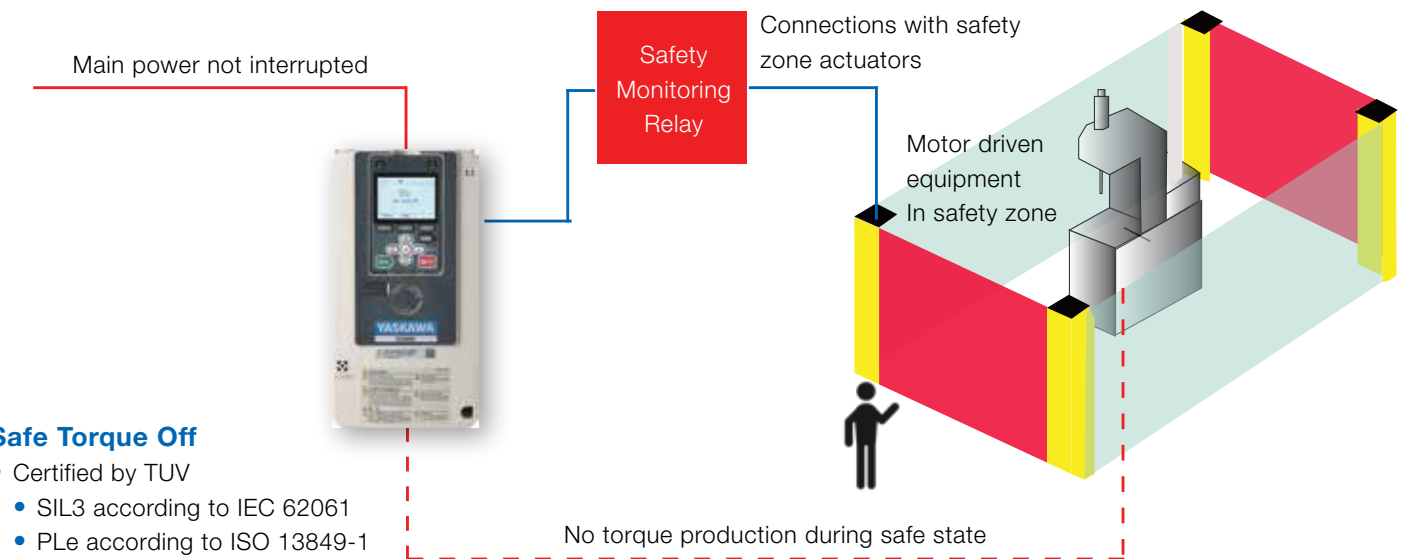 Main power not interrupted
Safety
Monitoring
Relay
Connections with safety
zone actuators
Motor driven
equipment
In safety zone
YASKAWA
Safe Torque Off
• Certified by TUV
• SIL3 according to IEC 62061
• PLe according to ISO 13849-1
No torque production during safe state